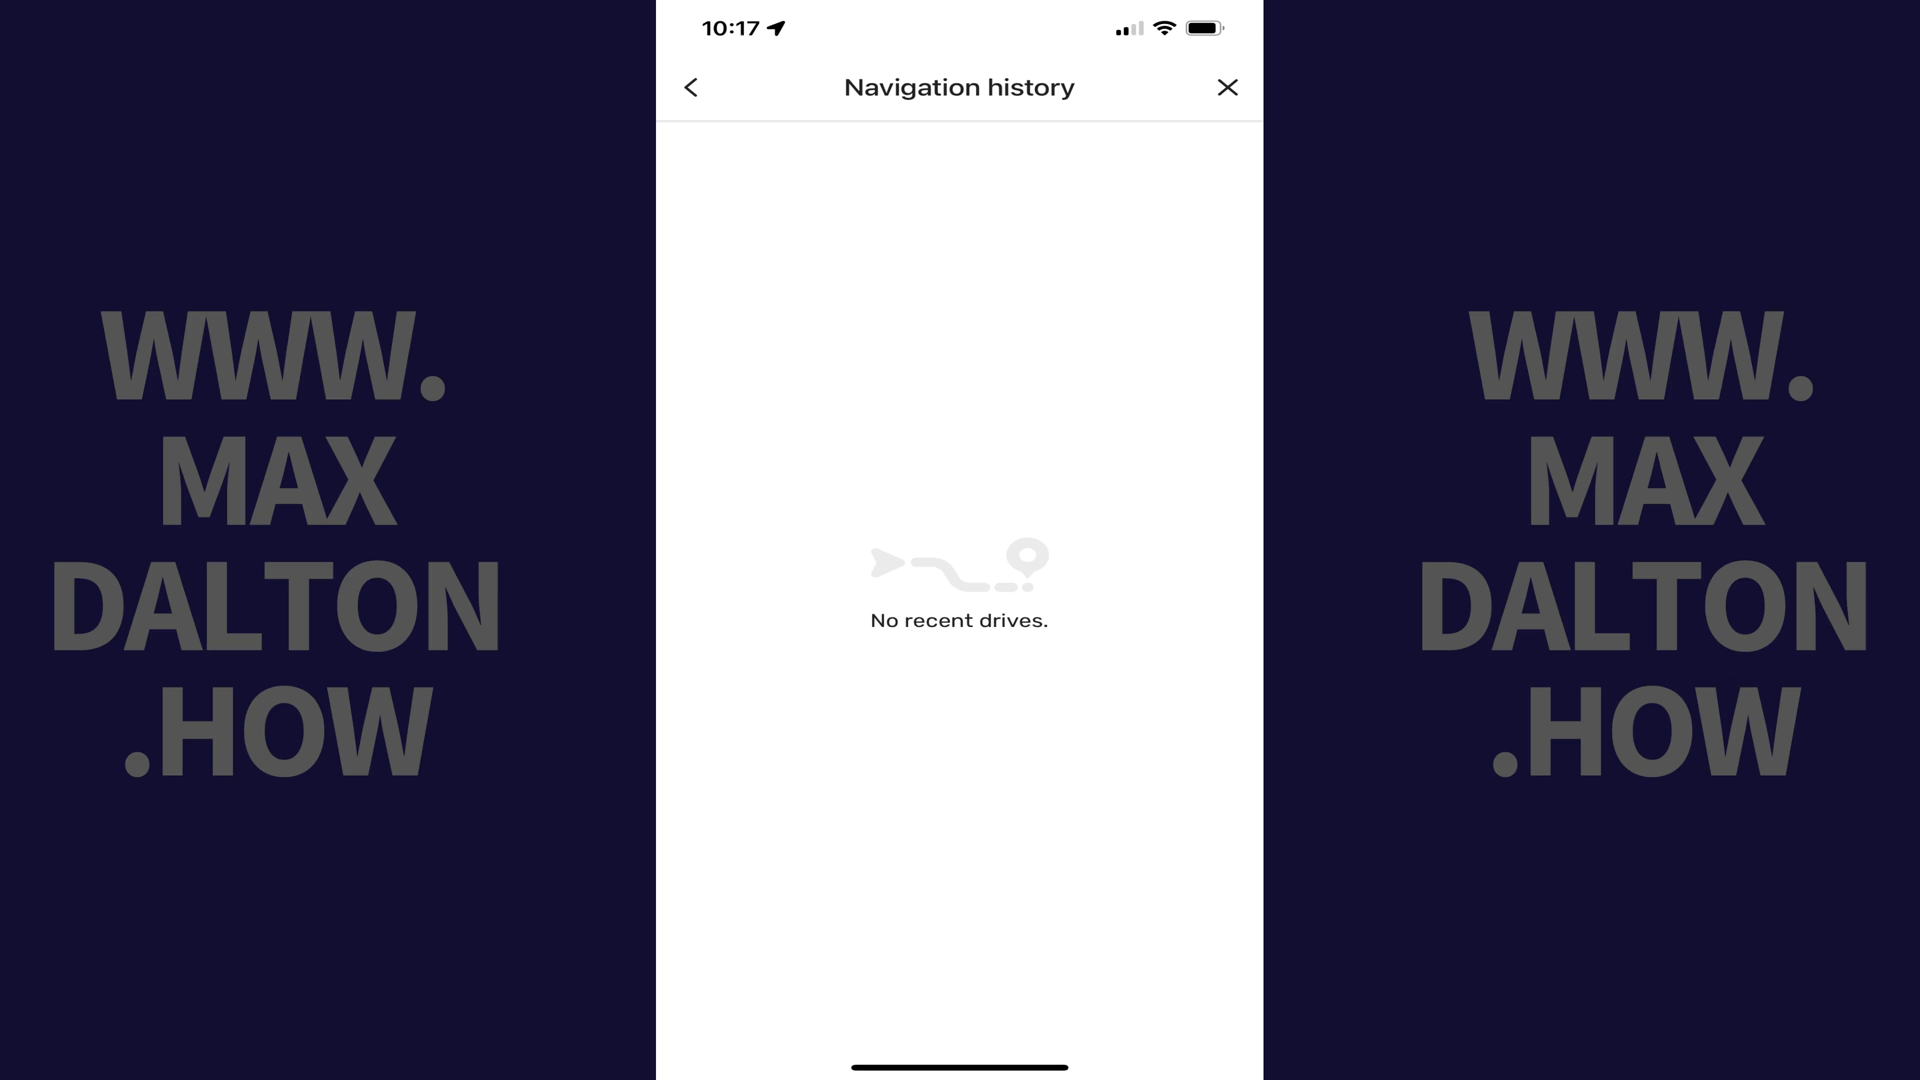 10:17
Navigation history
No recent drives.
WWW.
MAX
DALTON
.HOW
WWW.
MAX
DALTON
.HOW